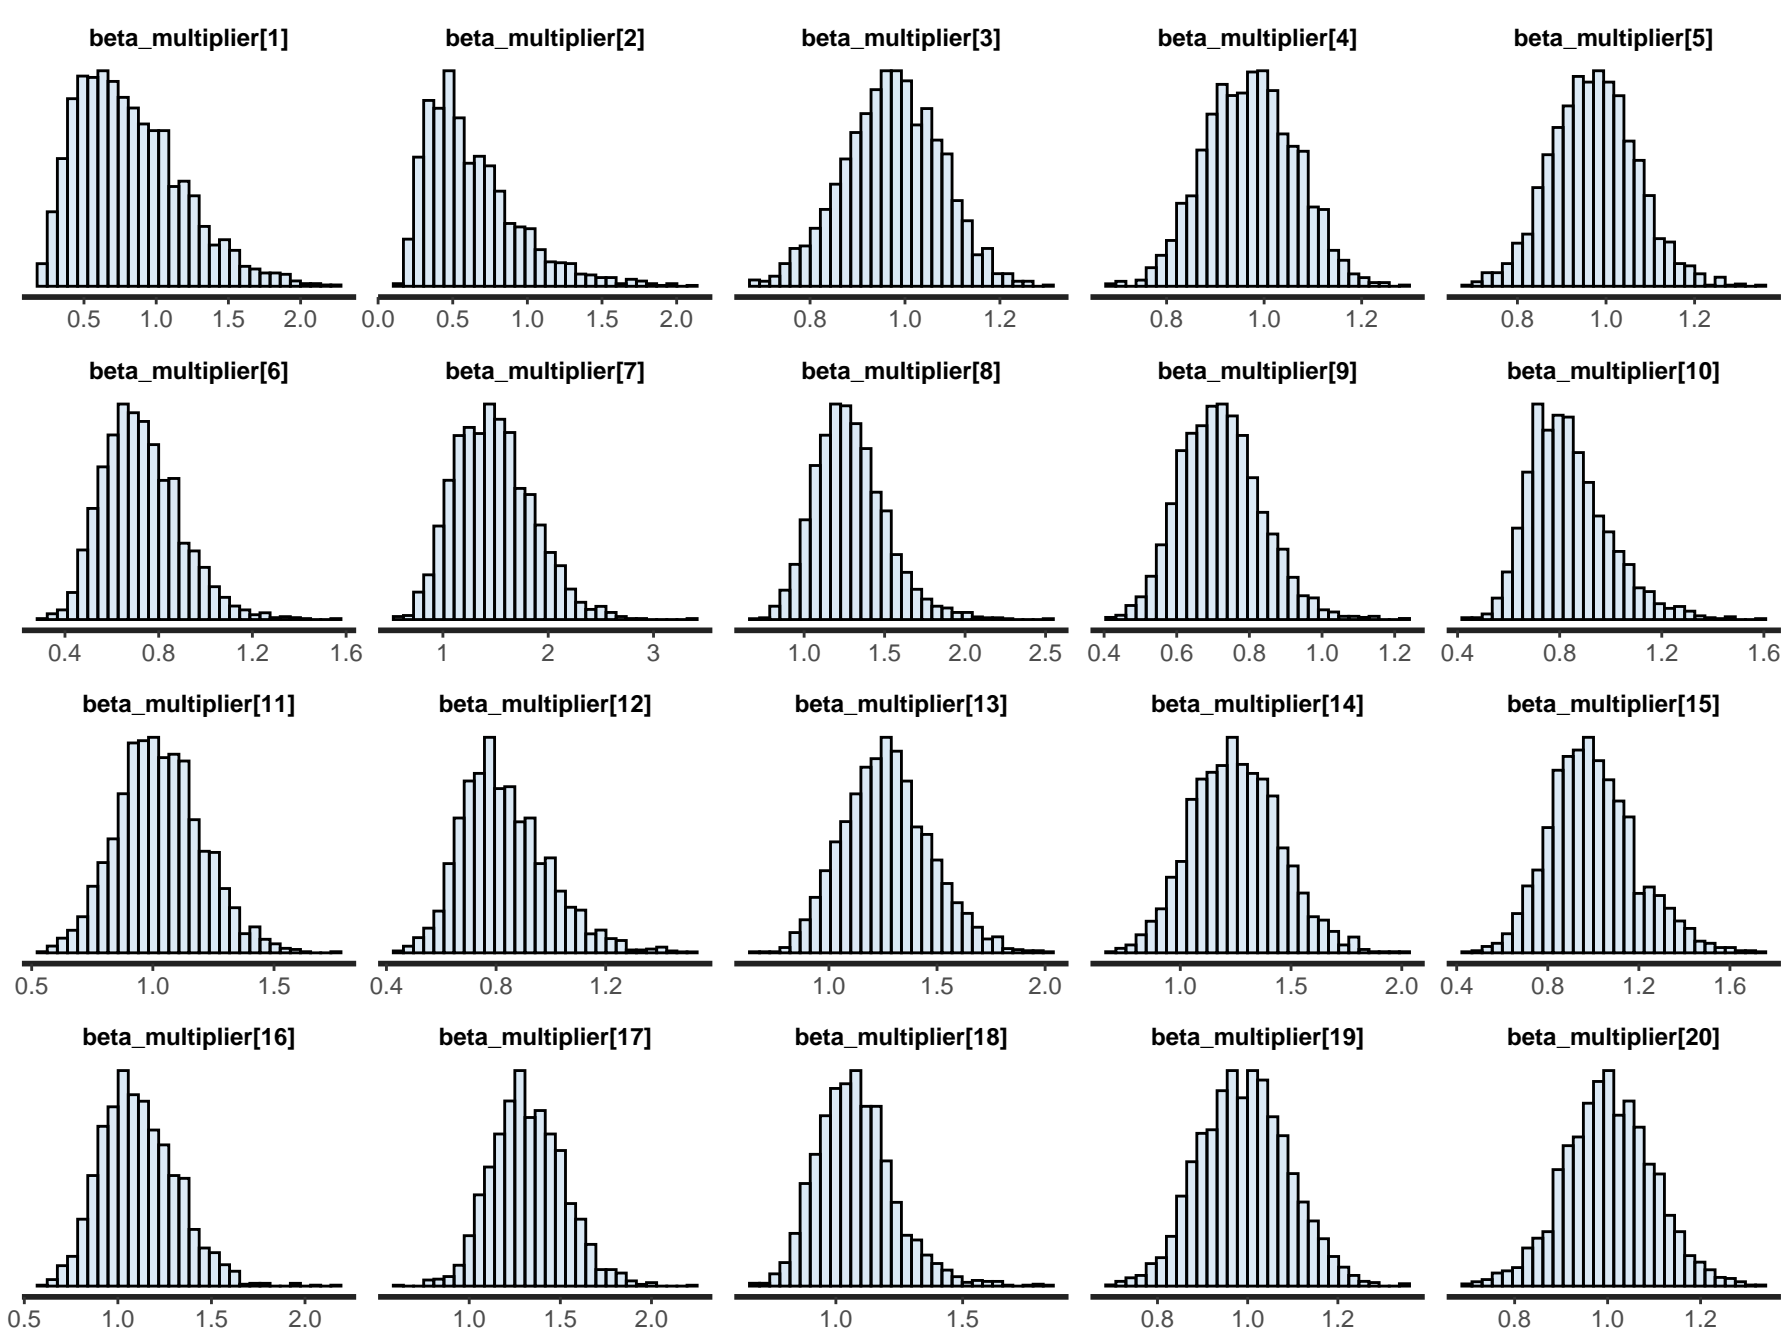 beta_multiplier[1] beta_multiplier[2] beta_multiplier[3] beta_multiplier[4] beta_multiplier[5]
0.5 1.0 1.5 2.0 0.0 0.5 1.0 1.5 2.0 0.8 1.0 1.2 0.8 1.0 1.2 0.8 1.0 1.2
beta_multiplier[6] beta_multiplier[7] beta_multiplier[8] beta_multiplier[9] beta_multiplier[10]
0.4 0.8 1.2 1.6 1 2 3 1.0 1.5 2.0 2.5 0.4 0.6 0.8 1.0 1.2 0.4 0.8 1.2 1.6
beta_multiplier[11] beta_multiplier[12] beta_multiplier[13] beta_multiplier[14] beta_multiplier[15]
0.5 1.0 1.5 0.4 0.8 1.2 1.0 1.5 2.0 1.0 1.5 2.0 0.4 0.8 1.2 1.6
beta_multiplier[16] beta_multiplier[17] beta_multiplier[18] beta_multiplier[19] beta_multiplier[20]
0.5 1.0 1.5 2.0 1.0 1.5 2.0 1.0 1.5 0.8 1.0 1.2 0.8 1.0 1.2